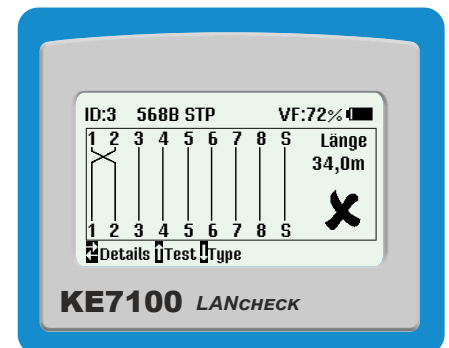 ID:3 568B STP VF:72%
1 2 3 4 5 6 7 8 S Länge
34,0m
1 2 3 4 5 6 7 8 S
Details Test Type
KE7100 LANCHECK